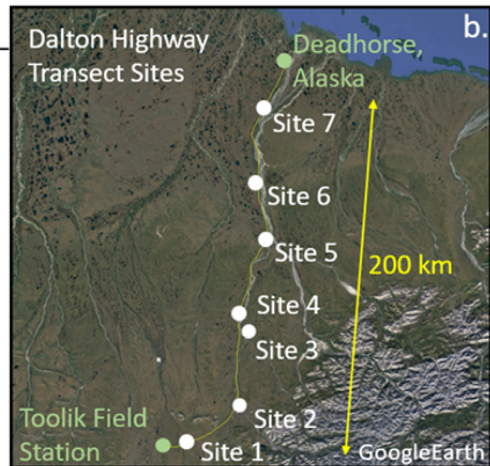 b.
Dalton Highway
Transect Sites
Deadhorse,
Alaska
Site 7
Site 6
Site 5
200 km
Site 4
Site 3
Site 2
Toolik Field
Station
Site 1
GoogleEarth